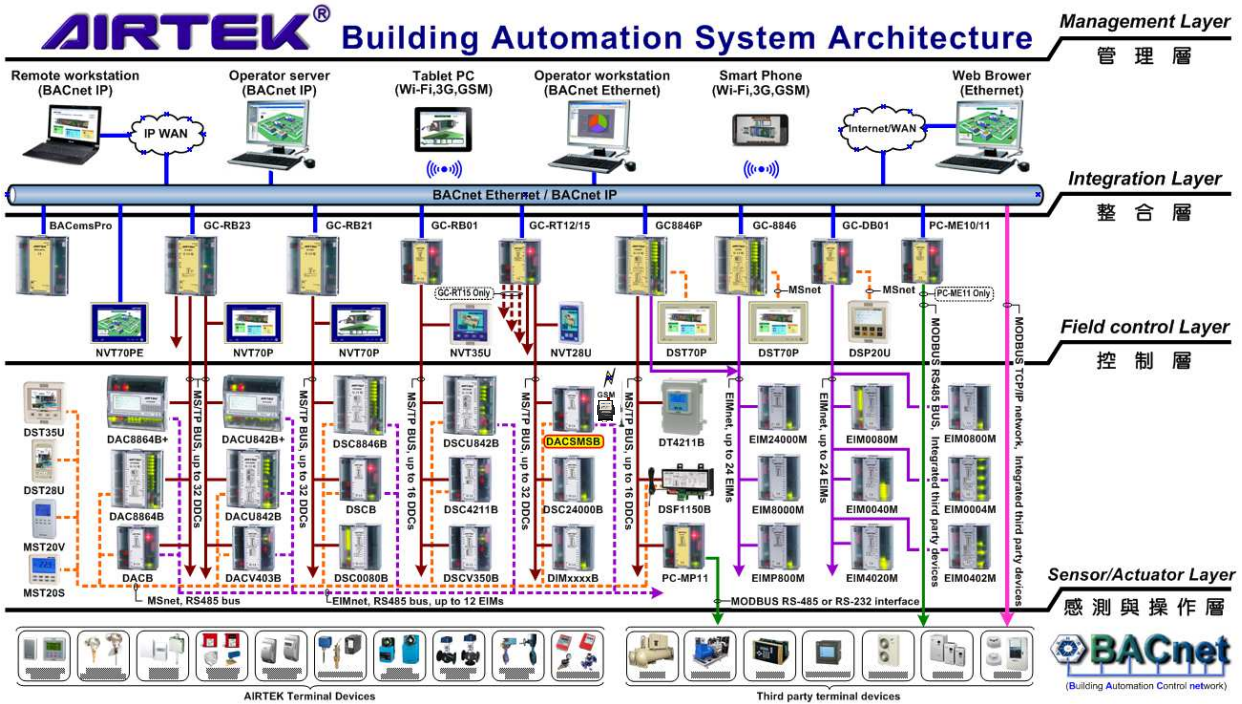 AIRTEK® Building Automation System Architecture
Management Layer
管理層
Remote workstation
(BACnet IP)
Operator server
(BACnet IP)
Tablet PC
(Wi-Fi,3G,GSM)
Operator workstation
(BACnet Ethernet)
Smart Phone
(Wi-Fi,3G,GSM)
Web Brower
(Ethernet)
IP WAN
Internet/WAN
BACnet Ethernet / BACnet IP
Integration Layer
整合層
BACemsPro
GC-RB23
GC-RB21
GC-RB01
GC-RT12/15
GC8846P
GC-8846
GC-DB01
PC-ME10/11
GC-RT15 Only
MSnet
MSnet
PC-ME11 Only
NVT70PE
NVT70P
NVT70P
NVT35U
NVT28U
DST70P
DST70P
DSP20U
Field control Layer
控制層
MS/TP BUS, up to 32 DDCs
MS/TP BUS, up to 32 DDCs
MS/TP BUS, up to 16 DDCs
MS/TP BUS, up to 32 DDCs
MS/TP BUS, up to 16 DDCs
EIMnet, up to 24 EIMs
EIMnet, up to 24 EIMs
MODBUS RS485 BUS, Integrated third party devices
MODBUS TCP/IP network, Integrated third party devices
GSM
DST35U
DAC8864B+
DACU842B+
DSC8846B
DSCU842B
DACSMSB
DT4211B
EIM24000M
EIM0080M
EIM0800M
DST28U
DAC8864B
DACU842B
DSCB
DSC4211B
DSC24000B
DSF1150B
EIM8000M
EIM0040M
EIM0004M
MST20V
MST20S
DACB
DACV403B
DSC0080B
DSCV350B
DIMxxxxB
PC-MP11
EIMP800M
EIM4020M
EIM0402M
MSnet, RS485 bus
EIMnet, RS485 bus, up to 12 EIMs
MODBUS RS-485 or RS-232 interface
Sensor/Actuator Layer
感測與操作層
AIRTEK Terminal Devices
Third party terminal devices
BACnet
(Building Automation Control network)